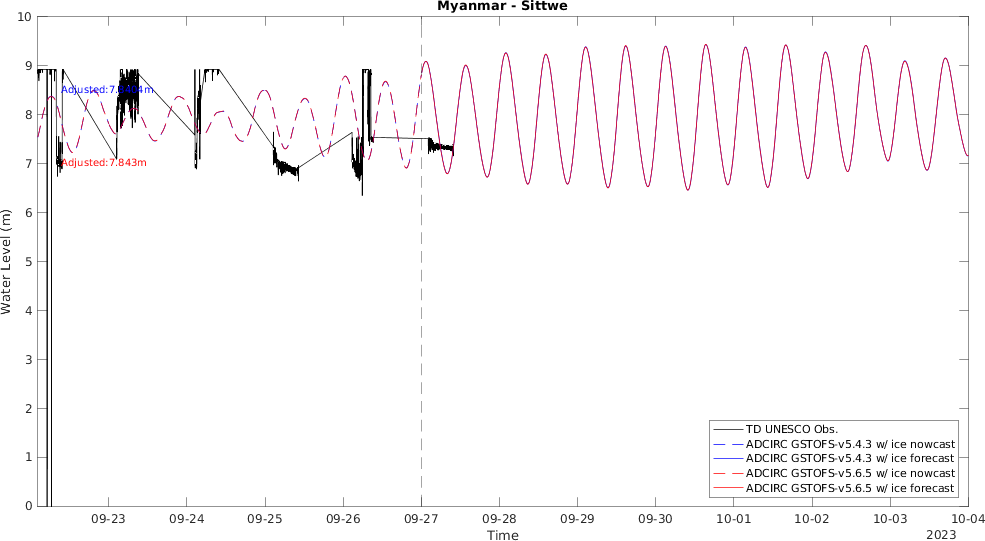 Myanmar - Sittwe
10
9
8
7
6
5
4
3
2
1
0
Water Level (m)
Adjusted:7.
Adjusted:7.843m
TD UNESCO Obs.
ADCIRC GSTOFS-v5.4.3 w/ ice nowcast
ADCIRC GSTOFS-v5.4.3 w/ ice forecast
ADCIRC GSTOFS-v5.6.5 w/ ice nowcast
ADCIRC GSTOFS-v5.6.5 w/ ice forecast
09-23 09-24 09-25 09-26 09-27 09-28 09-29 09-30 10-01 10-02 10-03 10-04
Time
2023